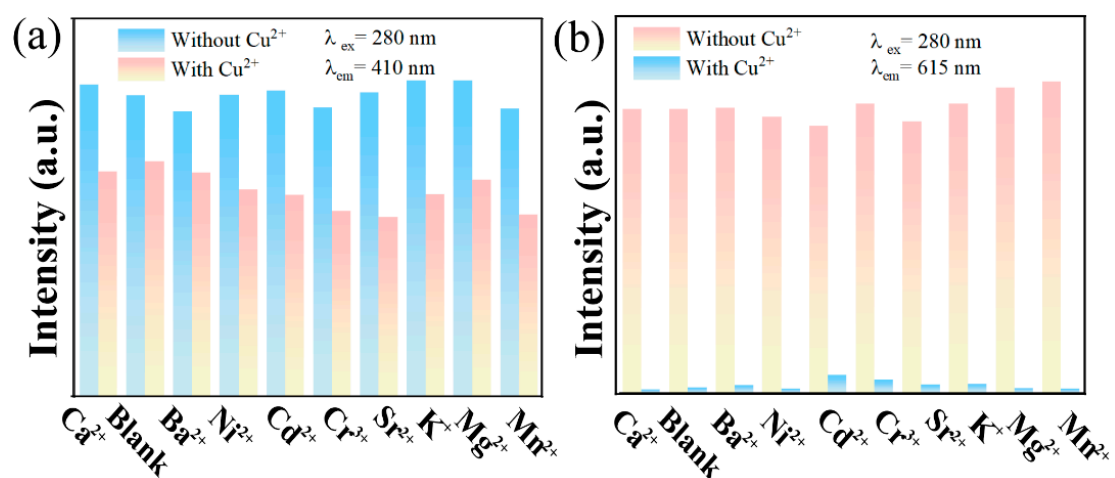 (a)
Without Cu²⁺ λ ex= 280 nm
With Cu²⁺ λem= 410 nm
Intensity (a.u.)
Ca²⁺ Blank Ba²⁺ Ni²⁺ Cd²⁺ Cr³⁺ Sr²⁺ K⁺ Mg²⁺ Mn²⁺
(b)
Without Cu²⁺ λ ex= 280 nm
With Cu²⁺ λem= 615 nm
Intensity (a.u.)
Ca²⁺ Blank Ba²⁺ Ni²⁺ Cd²⁺ Cr³⁺ Sr²⁺ K⁺ Mg²⁺ Mn²⁺